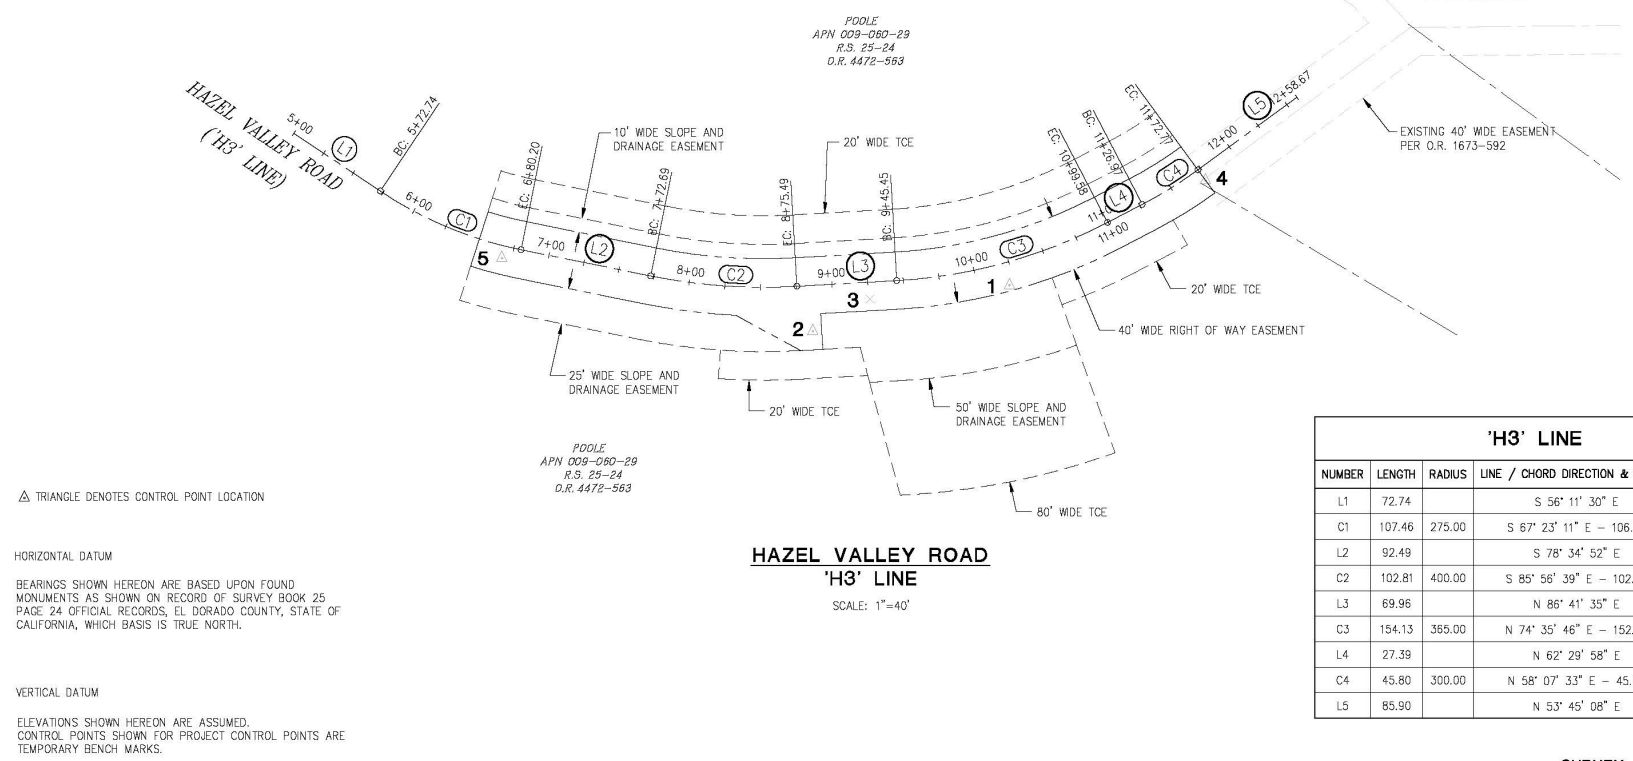 POOLE
APN 009-060-29
R.S. 25-24
O.R. 4472-563
HAZEL VALLEY ROAD
('H3' LINE)
5+00
L1
BC: 5+72.74
6+00
C1
EC: 6+80.20
7+00
L2
BC: 7+72.69
8+00
C2
EC: 8+75.49
9+00
L3
BC: 9+45.45
10+00
C3
EC: 10+99.58
11+00
L4
BC: 11+26.97
C4
EC: 11+72.77
12+00
L5
12+58.67
10' WIDE SLOPE AND
DRAINAGE EASEMENT
20' WIDE TCE
EXISTING 40' WIDE EASEMENT
PER O.R. 1673-592
5
3
2
1
4
11+00
20' WIDE TCE
40' WIDE RIGHT OF WAY EASEMENT
25' WIDE SLOPE AND
DRAINAGE EASEMENT
20' WIDE TCE
50' WIDE SLOPE AND
DRAINAGE EASEMENT
80' WIDE TCE
POOLE
APN 009-060-29
R.S. 25-24
O.R. 4472-563
TRIANGLE DENOTES CONTROL POINT LOCATION
HORIZONTAL DATUM
BEARINGS SHOWN HEREON ARE BASED UPON FOUND
MONUMENTS AS SHOWN ON RECORD OF SURVEY BOOK 25
PAGE 24 OFFICIAL RECORDS, EL DORADO COUNTY, STATE OF
CALIFORNIA, WHICH BASIS IS TRUE NORTH.
VERTICAL DATUM
ELEVATIONS SHOWN HEREON ARE ASSUMED.
CONTROL POINTS SHOWN FOR PROJECT CONTROL POINTS ARE
TEMPORARY BENCH MARKS.
HAZEL VALLEY ROAD
'H3' LINE
SCALE: 1"=40'
'H3' LINE
NUMBER LENGTH RADIUS LINE / CHORD DIRECTION &
L1 72.74 S 56° 11' 30" E
C1 107.46 275.00 S 67° 23' 11" E - 106.
L2 92.49 S 78° 34' 52" E
C2 102.81 400.00 S 85° 56' 39" E - 102.
L3 69.96 N 86° 41' 35" E
C3 154.13 365.00 N 74° 35' 46" E - 152.
L4 27.39 N 62° 29' 58" E
C4 45.80 300.00 N 58° 07' 33" E - 45.
L5 85.90 N 53° 45' 08" E